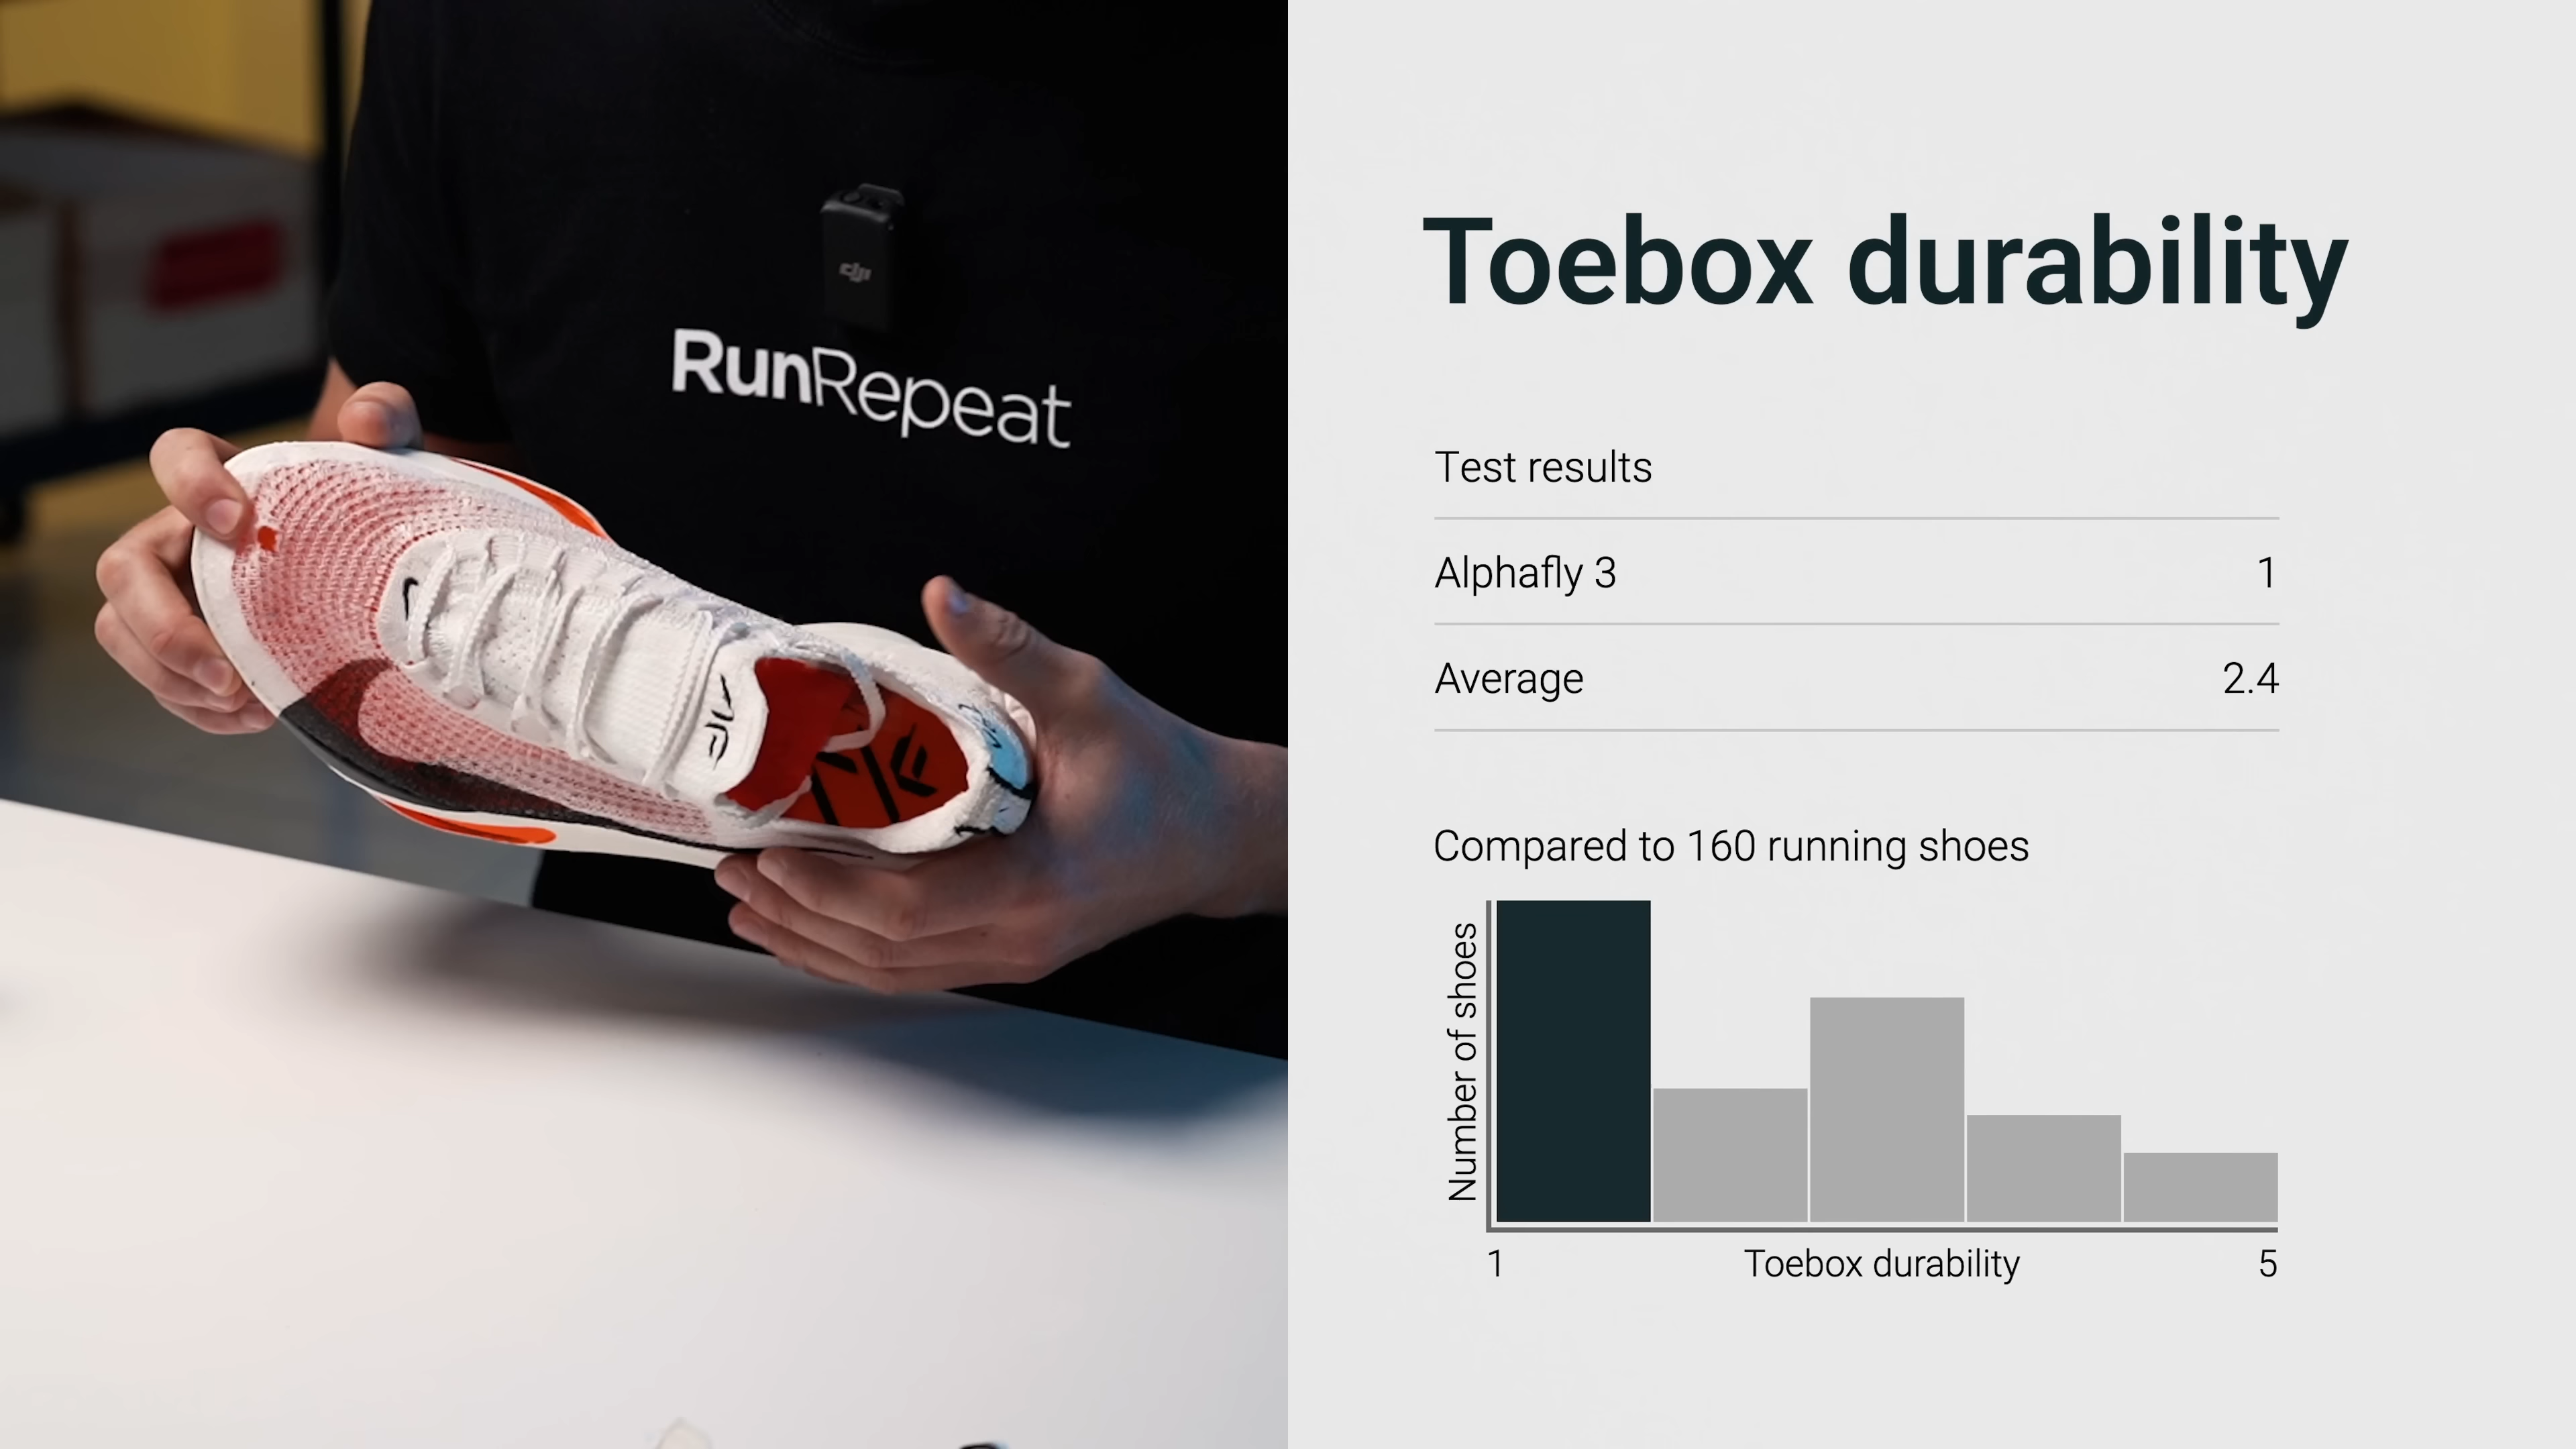 dji
RunRepeat
Toebox durability
Test results
Alphafly 3 1
Average 2.4
Compared to 160 running shoes
Number of shoes
1 Toebox durability 5